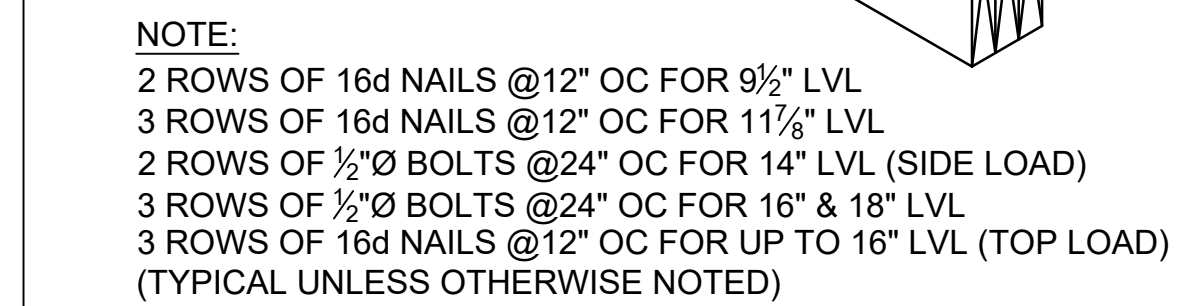 NOTE:
2 ROWS OF 16d NAILS @12" OC FOR 9½" LVL
3 ROWS OF 16d NAILS @12" OC FOR 11⅞" LVL
2 ROWS OF ½"Ø BOLTS @24" OC FOR 14" LVL (SIDE LOAD)
3 ROWS OF ½"Ø BOLTS @24" OC FOR 16" & 18" LVL
3 ROWS OF 16d NAILS @12" OC FOR UP TO 16" LVL (TOP LOAD)
(TYPICAL UNLESS OTHERWISE NOTED)